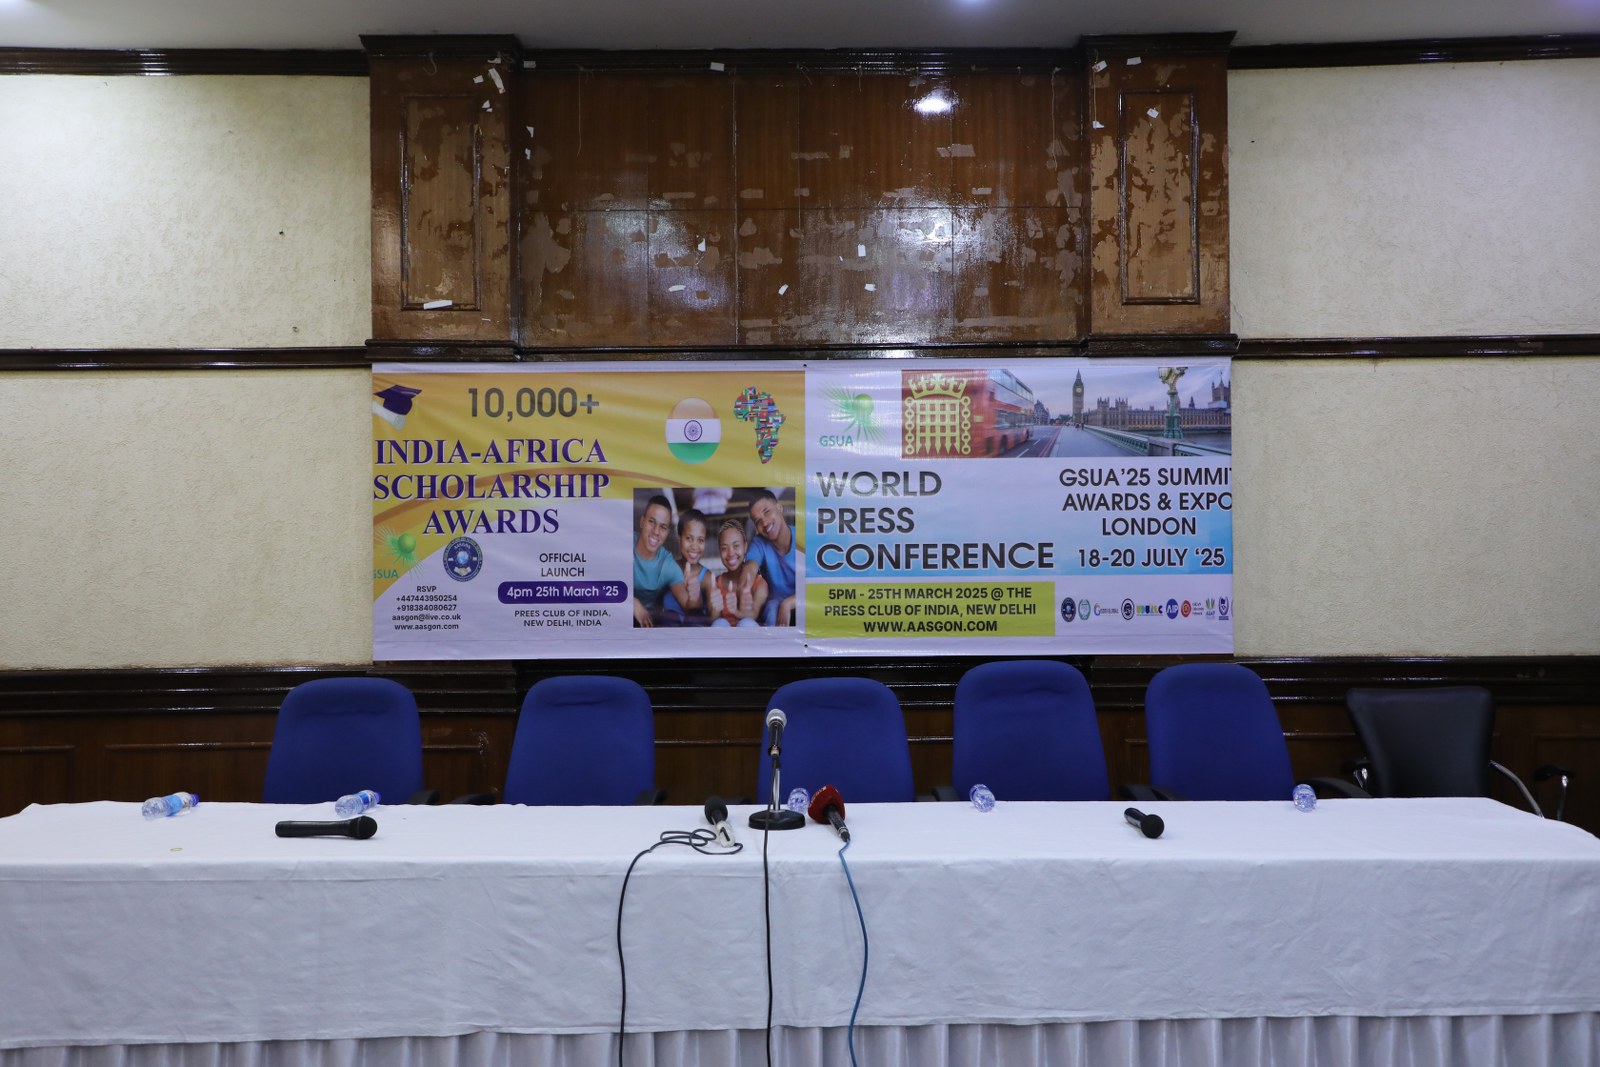 10,000+
INDIA-AFRICA
SCHOLARSHIP
AWARDS
GSUA
OFFICIAL
LAUNCH
4pm 25th March '25
PREES CLUB OF INDIA,
NEW DELHI, INDIA
RSVP
+447443950254
+918384080627
aasgon@live.co.uk
www.aasgon.com
GSUA
WORLD
PRESS
CONFERENCE
5PM - 25TH MARCH 2025 @ THE
PRESS CLUB OF INDIA, NEW DELHI
WWW.AASGON.COM
GSUA'25 SUMMIT
AWARDS & EXPO
LONDON
18-20 JULY '25